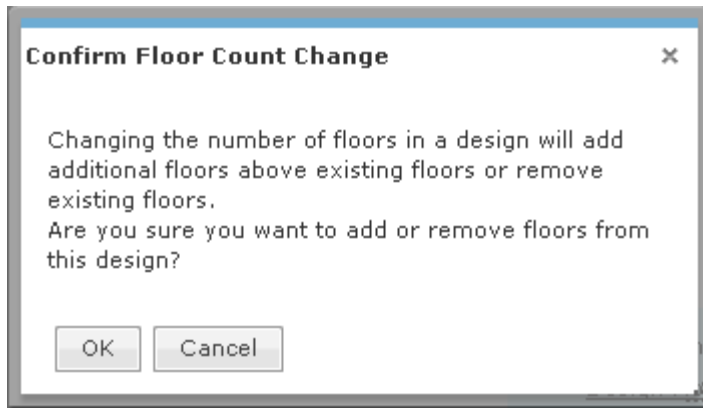 Confirm Floor Count Change
Changing the number of floors in a design will add
additional floors above existing floors or remove
existing floors.
Are you sure you want to add or remove floors from
this design?
OK
Cancel